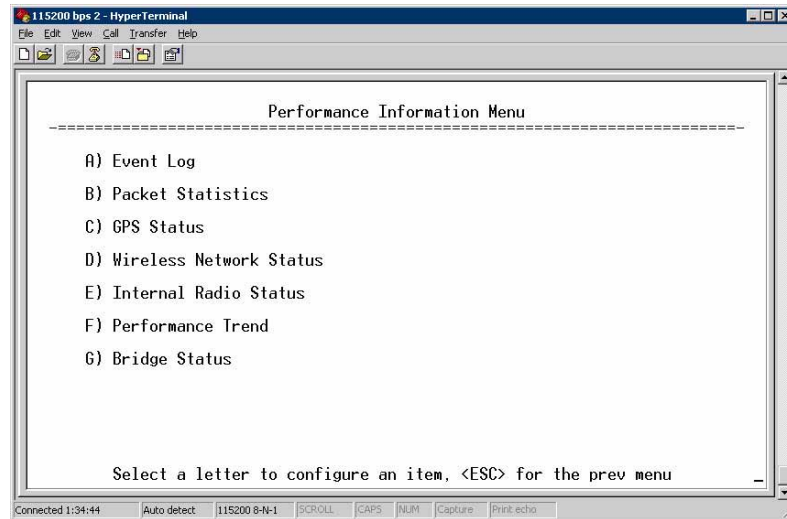 115200 bps 2 - HyperTerminal
File Edit View Call Transfer Help
Performance Information Menu
-==========================================================================-
A) Event Log
B) Packet Statistics
C) GPS Status
D) Wireless Network Status
E) Internal Radio Status
F) Performance Trend
G) Bridge Status
Select a letter to configure an item, <ESC> for the prev menu _
Connected 1:34:44 Auto detect 115200 8-N-1 SCROLL CAPS NUM Capture Print echo